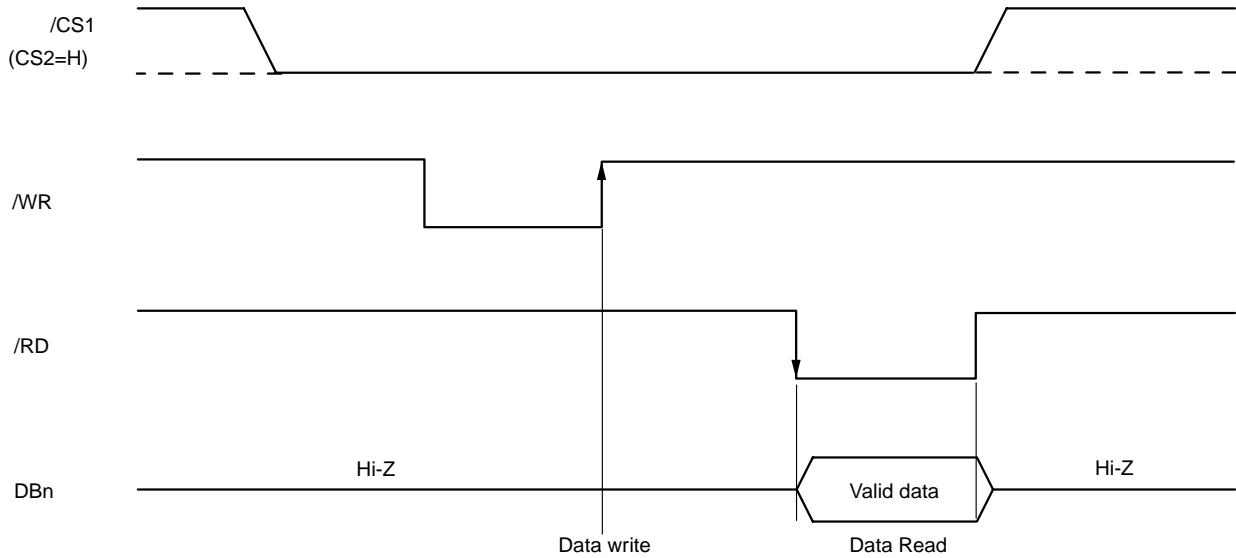 /CS1
(CS2=H)
/WR
/RD
Hi-Z
Hi-Z
DBn
Valid data
Data write
Data Read